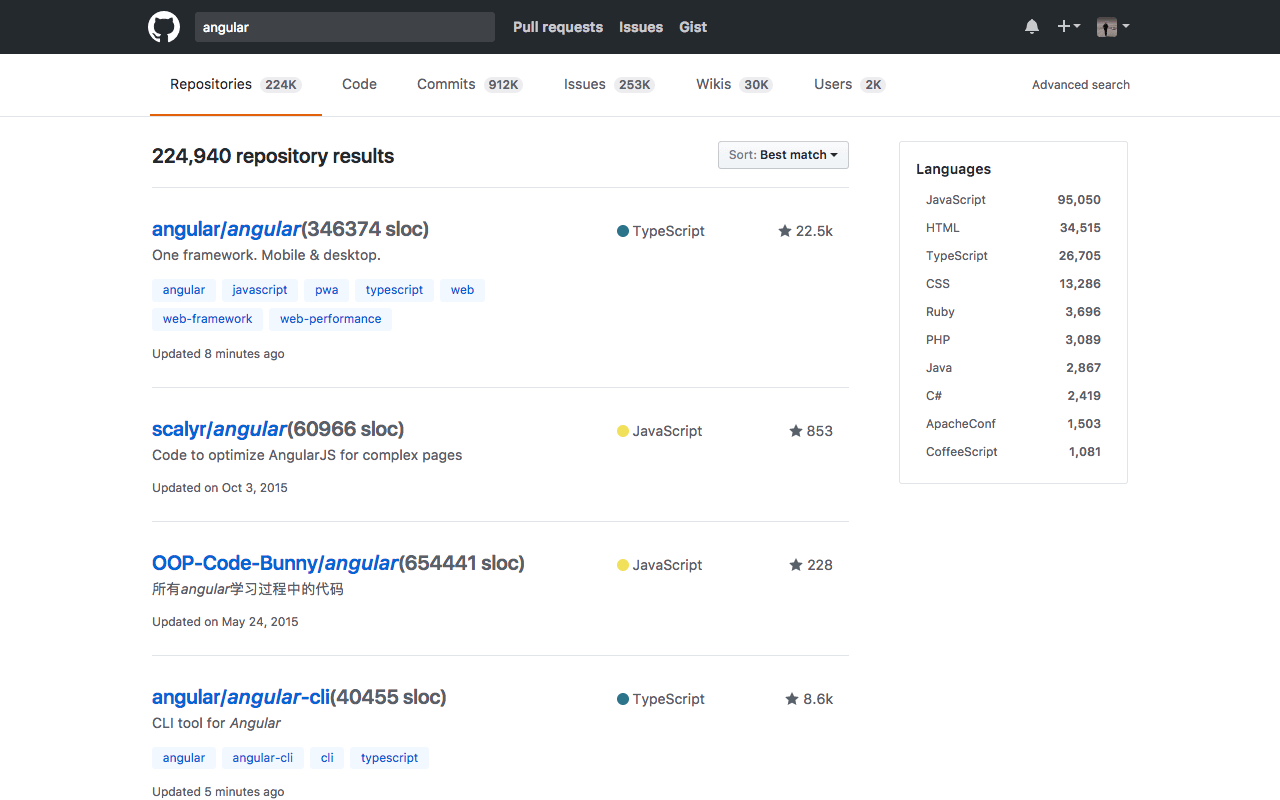 angular Pull requests Issues Gist
Repositories 224K Code Commits 912K Issues 253K Wikis 30K Users 2K Advanced search
224,940 repository results Sort: Best match
angular/angular(346374 sloc) TypeScript 22.5k
One framework. Mobile & desktop.
angular javascript pwa typescript web
web-framework web-performance
Updated 8 minutes ago
scalyr/angular(60966 sloc) JavaScript 853
Code to optimize AngularJS for complex pages
Updated on Oct 3, 2015
OOP-Code-Bunny/angular(654441 sloc) JavaScript 228
所有angular学习过程中的代码
Updated on May 24, 2015
angular/angular-cli(40455 sloc) TypeScript 8.6k
CLI tool for Angular
angular angular-cli cli typescript
Updated 5 minutes ago
Languages
JavaScript 95,050
HTML 34,515
TypeScript 26,705
CSS 13,286
Ruby 3,696
PHP 3,089
Java 2,867
C# 2,419
ApacheConf 1,503
CoffeeScript 1,081